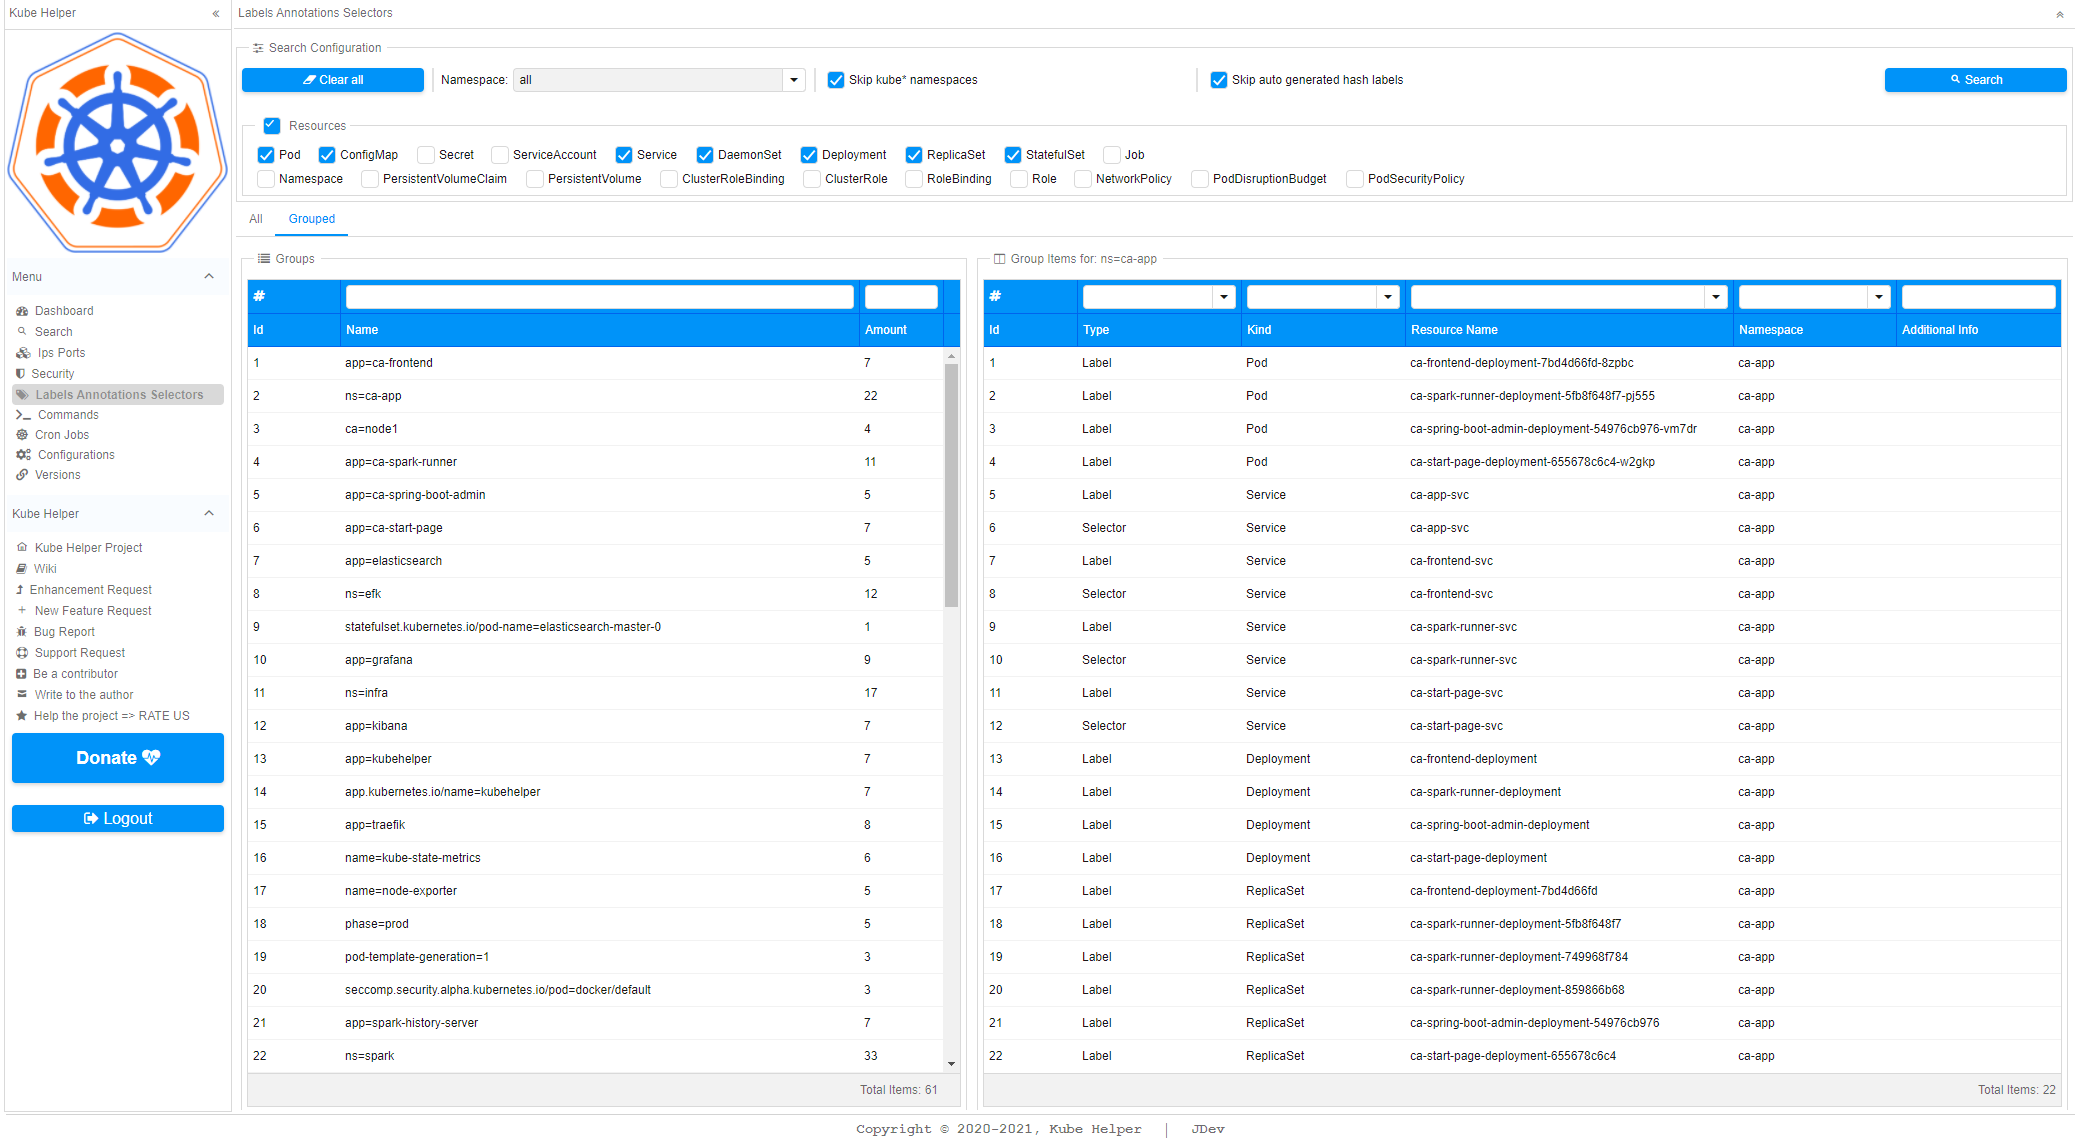 Kube Helper «
Labels Annotations Selectors
Search Configuration
Clear all Namespace: all Skip kube* namespaces Skip auto generated hash labels Search
Resources
Pod ConfigMap Secret ServiceAccount Service DaemonSet Deployment ReplicaSet StatefulSet Job
Namespace PersistentVolumeClaim PersistentVolume ClusterRoleBinding ClusterRole RoleBinding Role NetworkPolicy PodDisruptionBudget PodSecurityPolicy
All Grouped
Menu
Dashboard
Search
Ips Ports
Security
Labels Annotations Selectors
Commands
Cron Jobs
Configurations
Versions
Kube Helper
Kube Helper Project
Wiki
Enhancement Request
New Feature Request
Bug Report
Support Request
Be a contributor
Write to the author
Help the project => RATE US
Donate
Logout
Groups
#
Id Name Amount
1 app=ca-frontend 7
2 ns=ca-app 22
3 ca=node1 4
4 app=ca-spark-runner 11
5 app=ca-spring-boot-admin 5
6 app=ca-start-page 7
7 app=elasticsearch 5
8 ns=efk 12
9 statefulset.kubernetes.io/pod-name=elasticsearch-master-0 1
10 app=grafana 9
11 ns=infra 17
12 app=kibana 7
13 app=kubehelper 7
14 app.kubernetes.io/name=kubehelper 7
15 app=traefik 8
16 name=kube-state-metrics 6
17 name=node-exporter 5
18 phase=prod 5
19 pod-template-generation=1 3
20 seccomp.security.alpha.kubernetes.io/pod=docker/default 3
21 app=spark-history-server 7
22 ns=spark 33
Total Items: 61
Group Items for: ns=ca-app
#
Id Type Kind Resource Name Namespace Additional Info
1 Label Pod ca-frontend-deployment-7bd4d66fd-8zpbc ca-app
2 Label Pod ca-spark-runner-deployment-5fb8f648f7-pj555 ca-app
3 Label Pod ca-spring-boot-admin-deployment-54976cb976-vm7dr ca-app
4 Label Pod ca-start-page-deployment-655678c6c4-w2gkp ca-app
5 Label Service ca-app-svc ca-app
6 Selector Service ca-app-svc ca-app
7 Label Service ca-frontend-svc ca-app
8 Selector Service ca-frontend-svc ca-app
9 Label Service ca-spark-runner-svc ca-app
10 Selector Service ca-spark-runner-svc ca-app
11 Label Service ca-start-page-svc ca-app
12 Selector Service ca-start-page-svc ca-app
13 Label Deployment ca-frontend-deployment ca-app
14 Label Deployment ca-spark-runner-deployment ca-app
15 Label Deployment ca-spring-boot-admin-deployment ca-app
16 Label Deployment ca-start-page-deployment ca-app
17 Label ReplicaSet ca-frontend-deployment-7bd4d66fd ca-app
18 Label ReplicaSet ca-spark-runner-deployment-5fb8f648f7 ca-app
19 Label ReplicaSet ca-spark-runner-deployment-749968f784 ca-app
20 Label ReplicaSet ca-spark-runner-deployment-859866b68 ca-app
21 Label ReplicaSet ca-spring-boot-admin-deployment-54976cb976 ca-app
22 Label ReplicaSet ca-start-page-deployment-655678c6c4 ca-app
Total Items: 22
Copyright © 2020-2021, Kube Helper | JDev